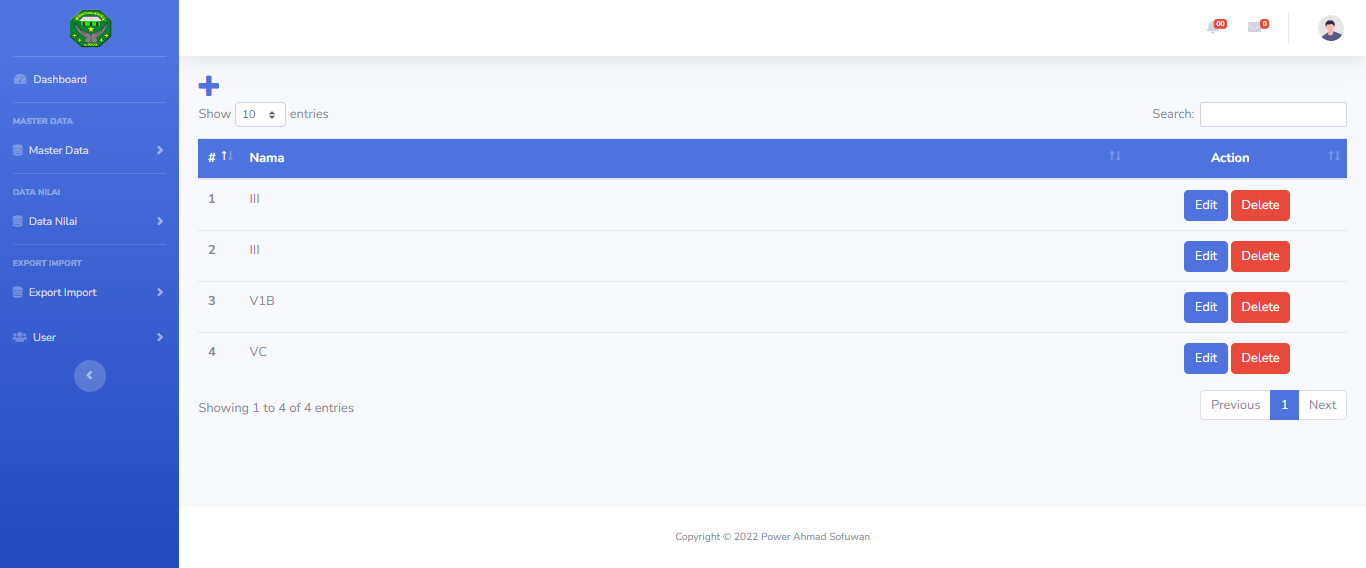 00
0
Dashboard
MASTER DATA
Master Data
DATA NILAI
Data Nilai
EXPORT IMPORT
Export Import
User
Show 10 entries
Search:
# Nama Action
1 III Edit Delete
2 III Edit Delete
3 V1B Edit Delete
4 VC Edit Delete
Showing 1 to 4 of 4 entries
Previous 1 Next
Copyright © 2022 Power Ahmad Sofuwan